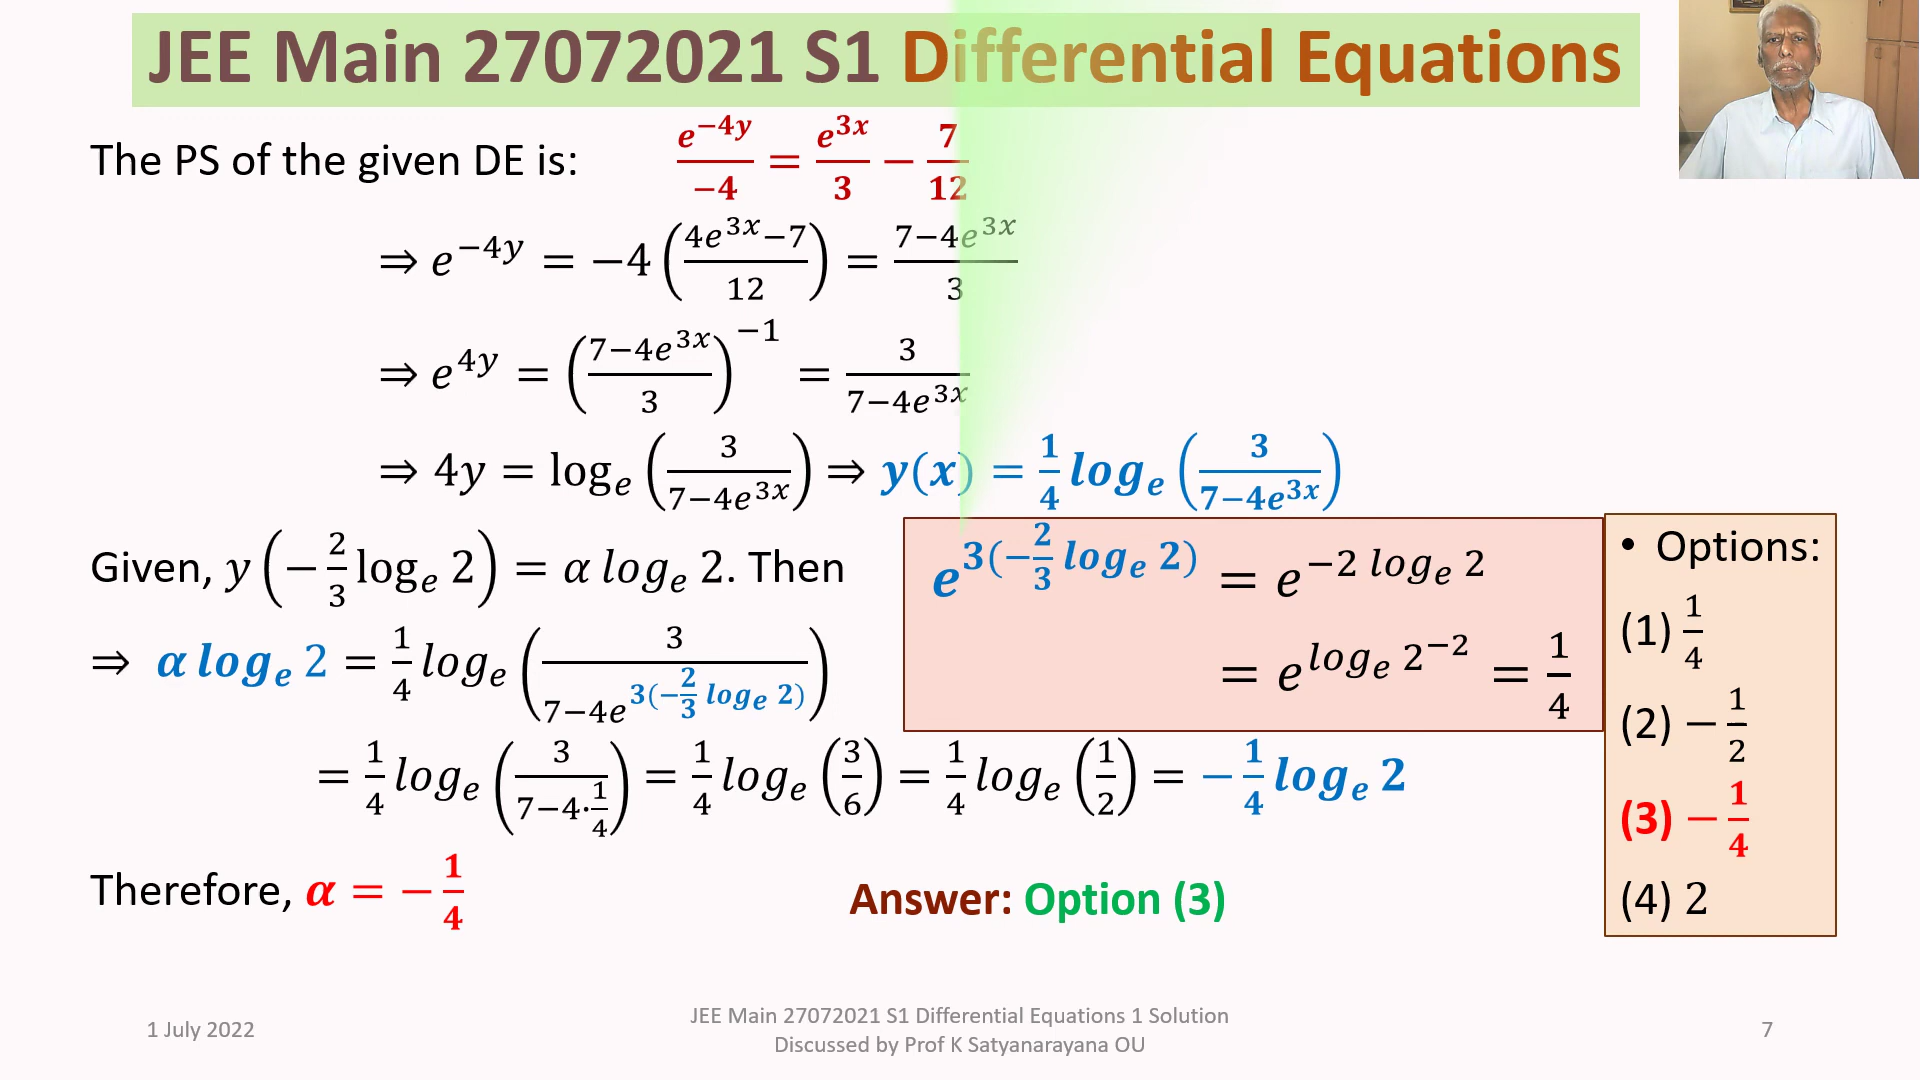 JEE Main 27072021 S1 Differential Equations
The PS of the given DE is: e^{−4y}/−4 = e^{3x}/3 − 7/12
⇒ e^{−4y} = −4 ((4e^{3x}−7)/12) = (7−4e^{3x})/3
⇒ e^{4y} = ((7−4e^{3x})/3)^{−1} = 3/(7−4e^{3x})
⇒ 4y = log_e (3/(7−4e^{3x})) ⇒ y(x) = 1/4 log_e (3/(7−4e^{3x}))
Given, y (−2/3 log_e 2) = α log_e 2. Then
⇒ α log_e 2 = 1/4 log_e (3/(7−4e^{3(−2/3 log_e 2)}))
= 1/4 log_e (3/(7−4·1/4)) = 1/4 log_e (3/6) = 1/4 log_e (1/2) = −1/4 log_e 2
Therefore, α = −1/4
Answer: Option (3)
e^{3(−2/3 log_e 2)} = e^{−2 log_e 2}
= e^{log_e 2^{−2}} = 1/4
• Options:
(1) 1/4
(2) −1/2
(3) −1/4
(4) 2
1 July 2022
JEE Main 27072021 S1 Differential Equations 1 Solution
Discussed by Prof K Satyanarayana OU
7